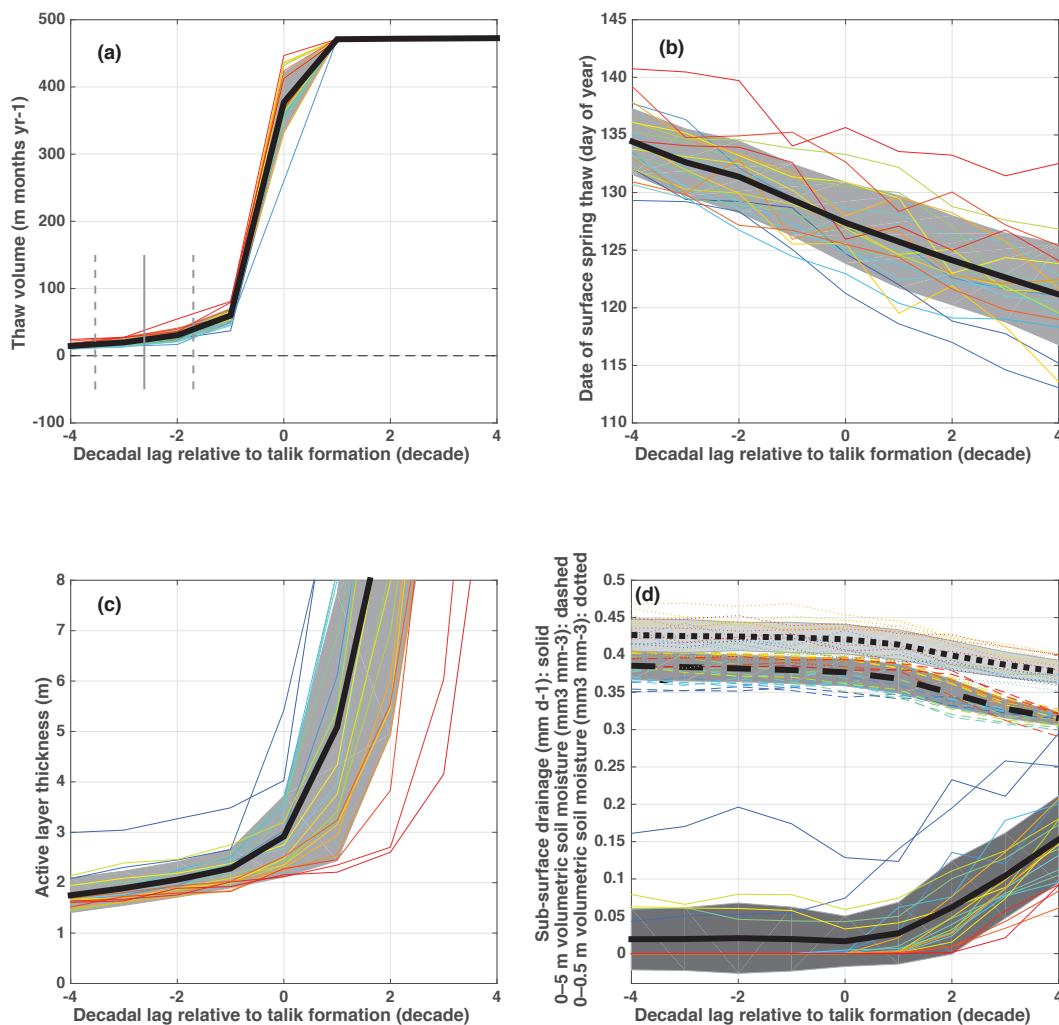 (a)
Thaw volume (m months yr-1)
500
400
300
200
100
0
-100
-4 -2 0 2 4
Decadal lag relative to talik formation (decade)
(b)
Date of surface spring thaw (day of year)
145
140
135
130
125
120
115
110
-4 -2 0 2 4
Decadal lag relative to talik formation (decade)
(c)
Active layer thickness (m)
8
7
6
5
4
3
2
1
0
-4 -2 0 2 4
Decadal lag relative to talik formation (decade)
(d)
Sub-surface drainage (mm d-1): solid
0–5 m volumetric soil moisture (mm3 mm-3): dashed
0–0.5 m volumetric soil moisture (mm3 mm-3): dotted
0.5
0.45
0.4
0.35
0.3
0.25
0.2
0.15
0.1
0.05
0
-4 -2 0 2 4
Decadal lag relative to talik formation (decade)